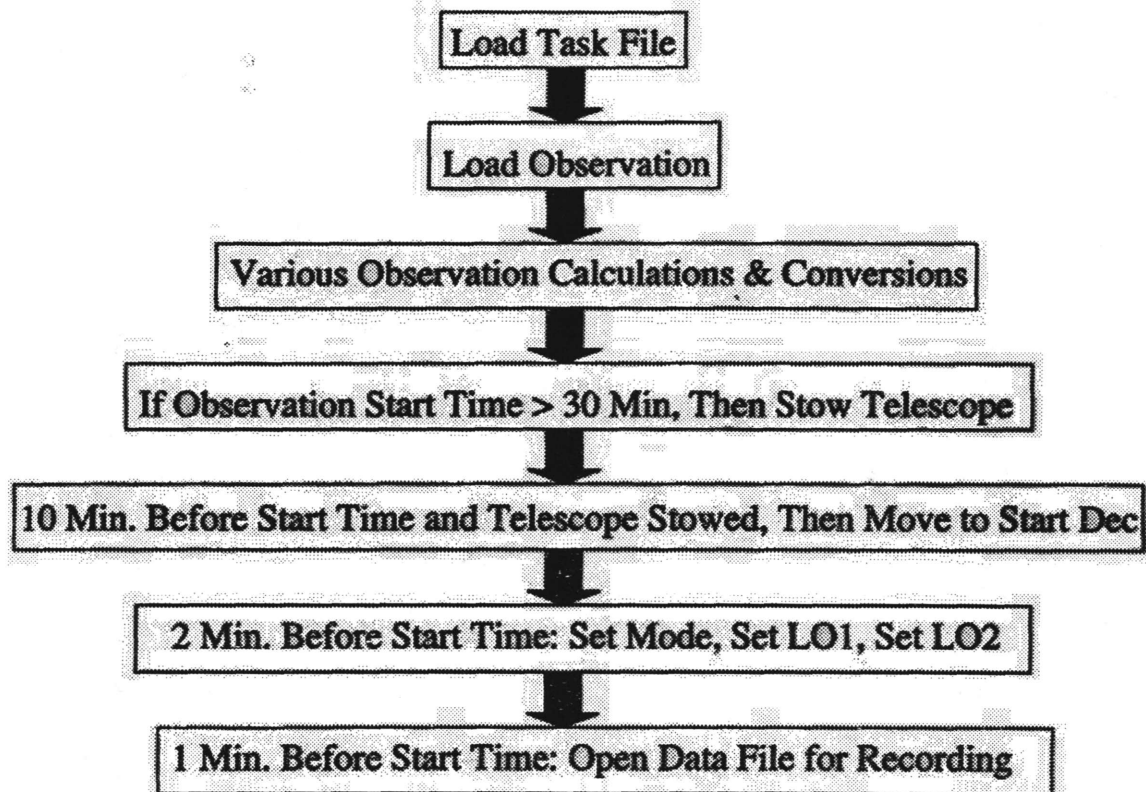 Load Task File
Load Observation
Various Observation Calculations & Conversions
If Observation Start Time > 30 Min, Then Stow Telescope
10 Min. Before Start Time and Telescope Stowed, Then Move to Start Dec
2 Min. Before Start Time: Set Mode, Set LO1, Set LO2
1 Min. Before Start Time: Open Data File for Recording